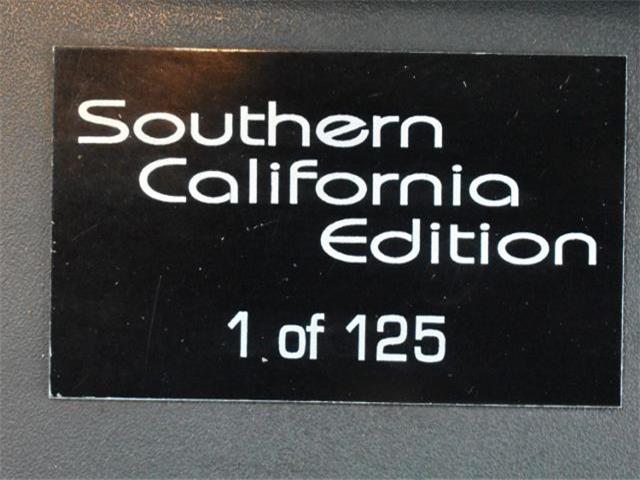 Southern
California
Edition
1 of 125